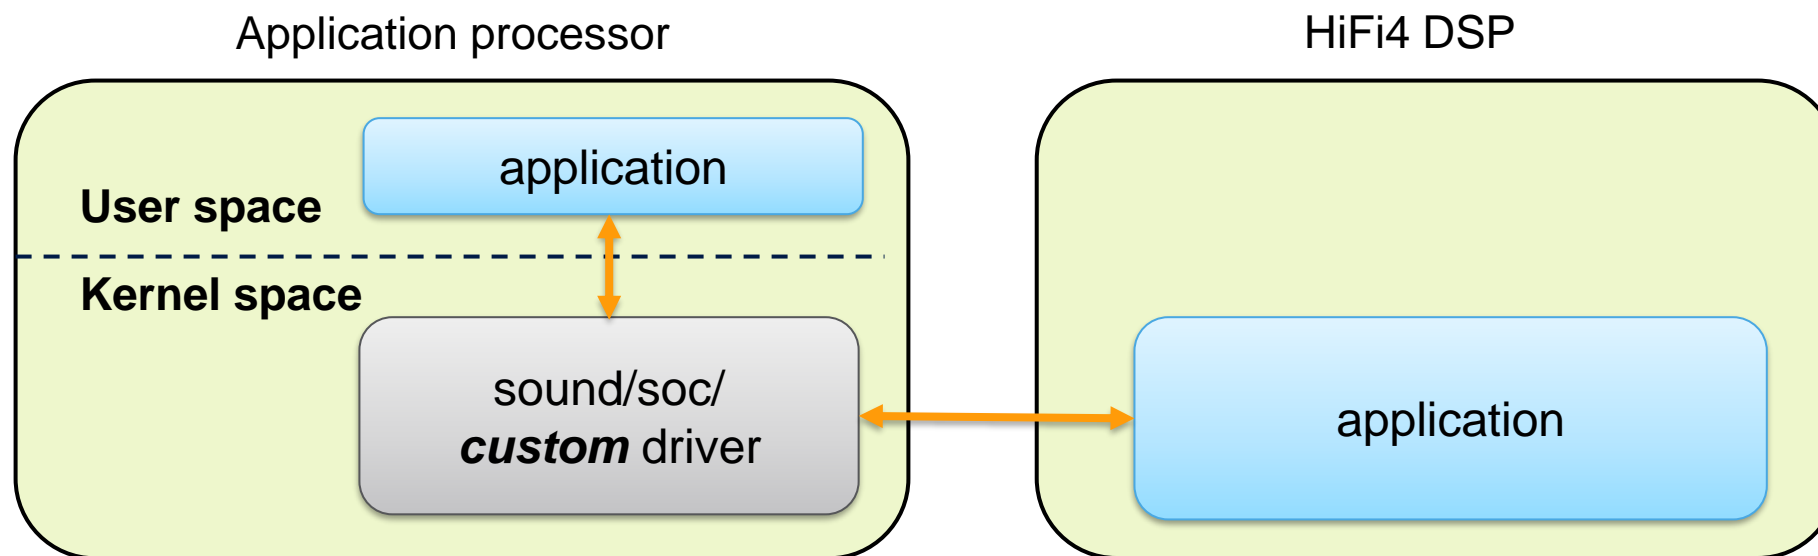 Application processor
HiFi4 DSP
application
User space
Kernel space
sound/soc/
custom driver
application